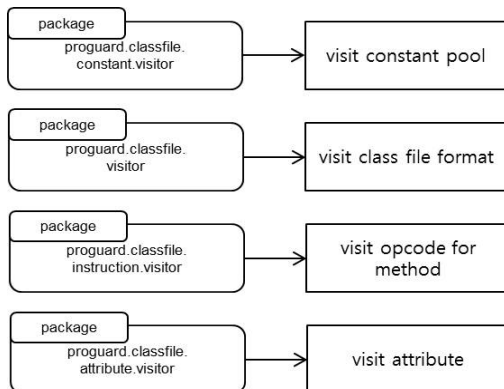 package
proguard.classfile.
constant.visitor
visit constant pool
package
proguard.classfile.
visitor
visit class file format
package
proguard.classfile.
instruction.visitor
visit opcode for
method
package
proguard.classfile.
attribute.visitor
visit attribute